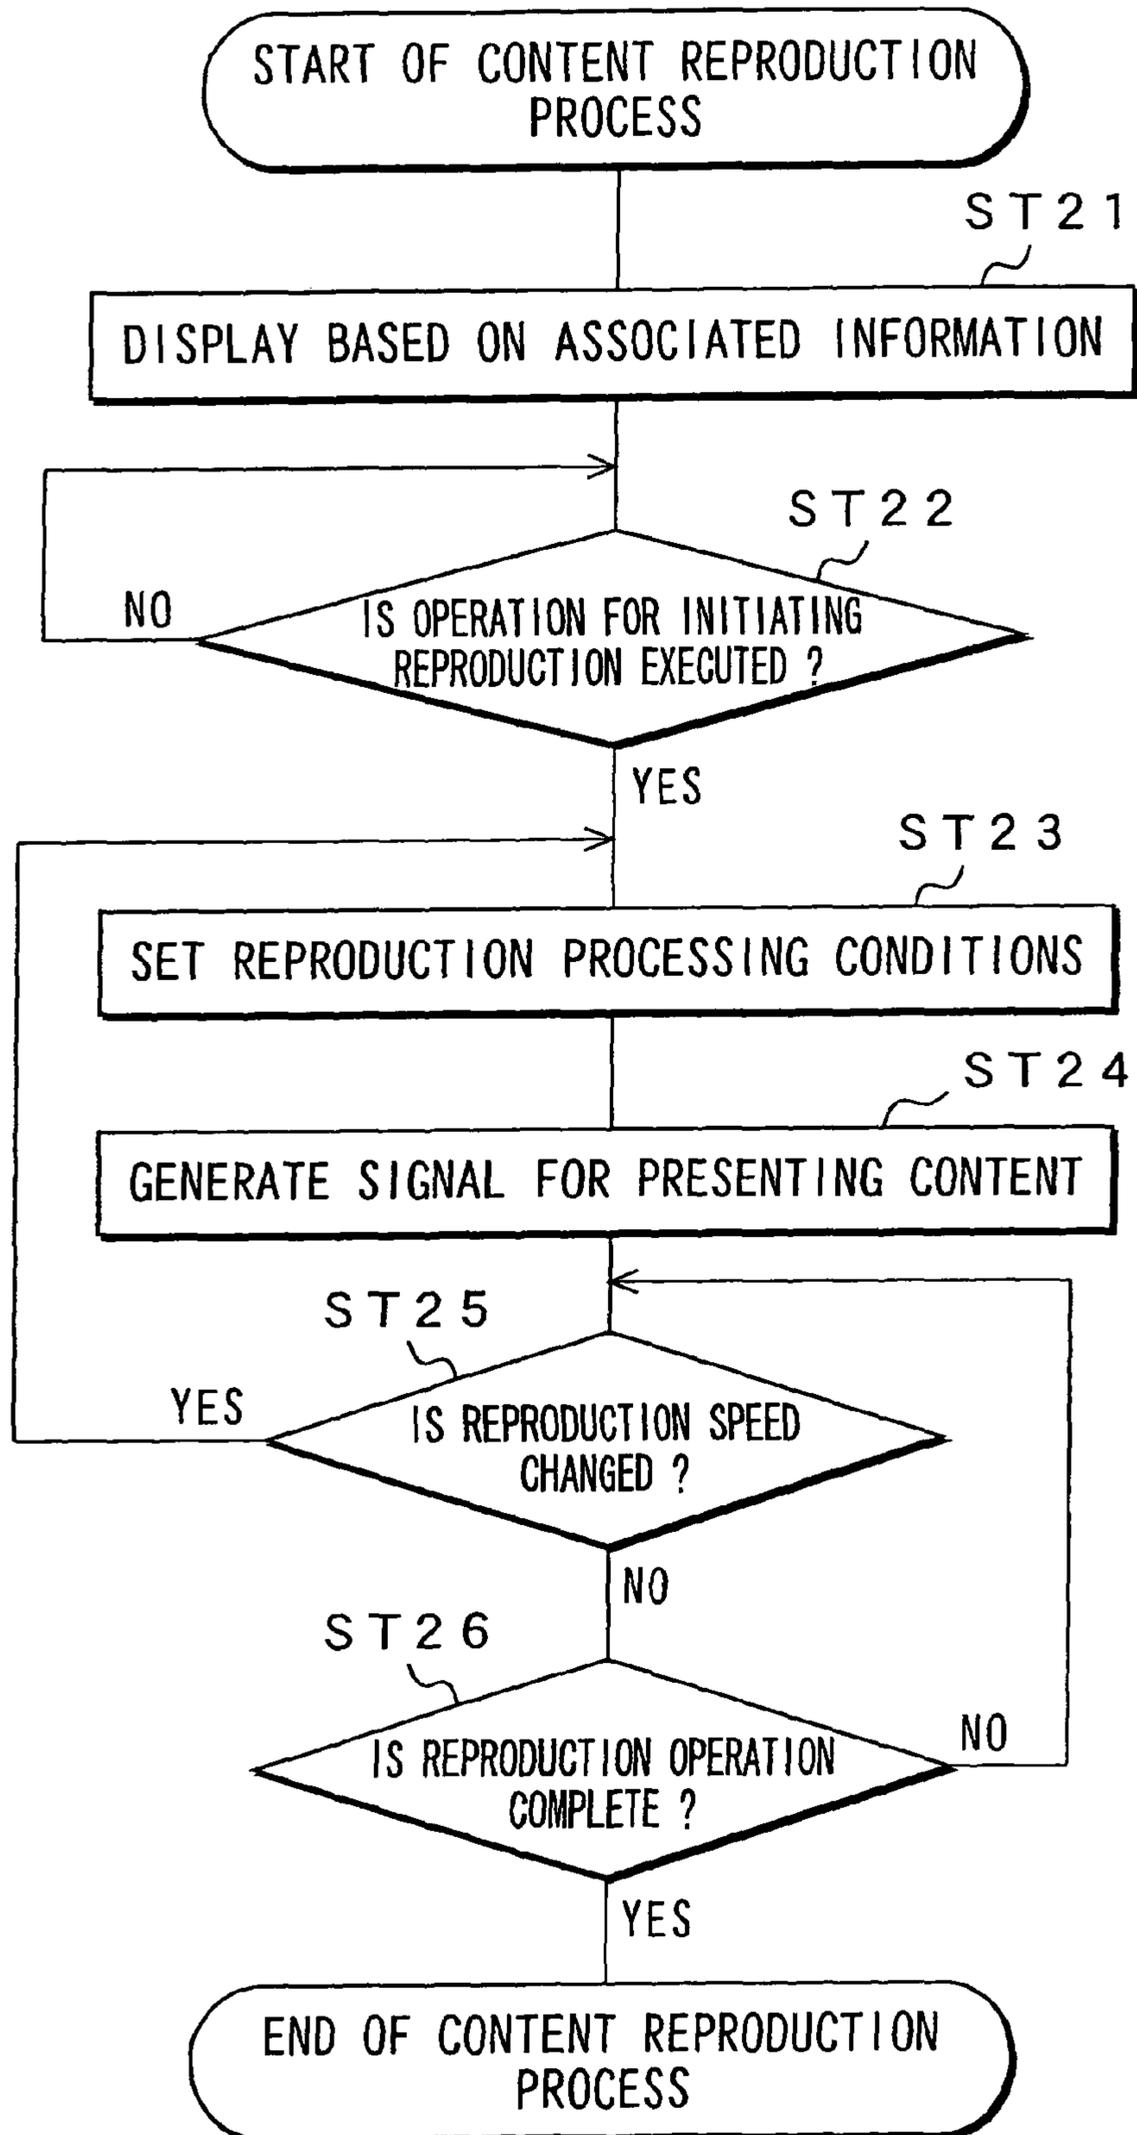 START OF CONTENT REPRODUCTION
PROCESS
ST21
DISPLAY BASED ON ASSOCIATED INFORMATION
ST22
NO
IS OPERATION FOR INITIATING
REPRODUCTION EXECUTED ?
YES
ST23
SET REPRODUCTION PROCESSING CONDITIONS
ST24
GENERATE SIGNAL FOR PRESENTING CONTENT
ST25
YES
IS REPRODUCTION SPEED
CHANGED ?
NO
ST26
NO
IS REPRODUCTION OPERATION
COMPLETE ?
YES
END OF CONTENT REPRODUCTION
PROCESS